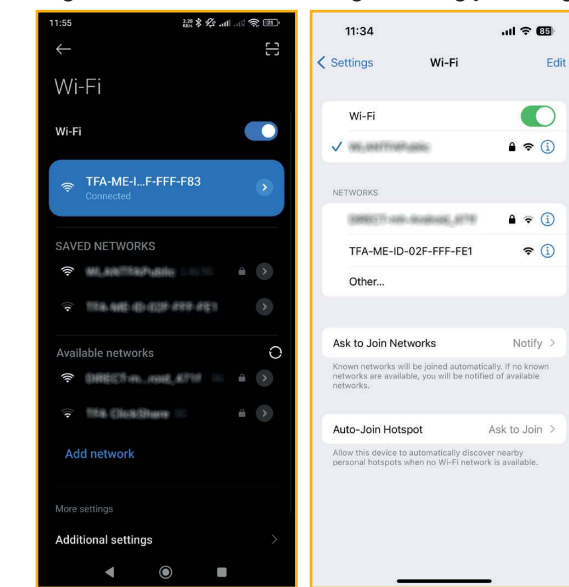 11:55
Wi-Fi
Wi-Fi
TFA-ME-I...F-FFF-F83
Connected
SAVED NETWORKS
Available networks
Add network
More settings
Additional settings
11:34
85
Settings
Wi-Fi
Edit
Wi-Fi
NETWORKS
TFA-ME-ID-02F-FFF-FE1
Other...
Ask to Join Networks
Notify
Known networks will be joined automatically. If no known
networks are available, you will be notified of available
networks.
Auto-Join Hotspot
Ask to Join
Allow this device to automatically discover nearby
personal hotspots when no Wi-Fi network is available.